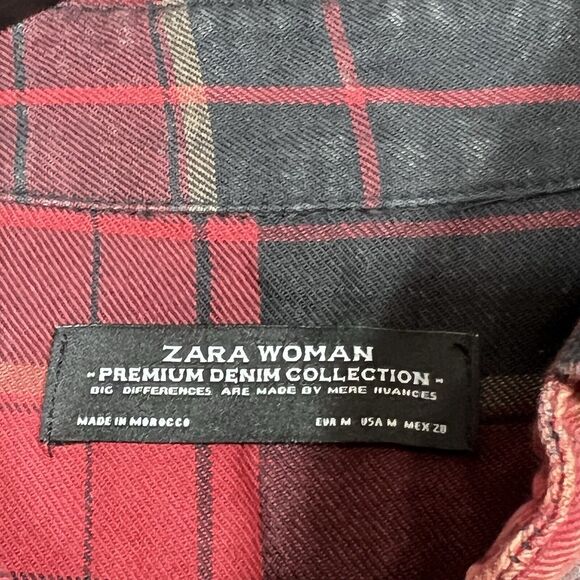 ZARA WOMAN
- PREMIUM DENIM COLLECTION -
BIG DIFFERENCES ARE MADE BY MERE NUANCES
MADE IN MOROCCO EUR M USA M MEX 28